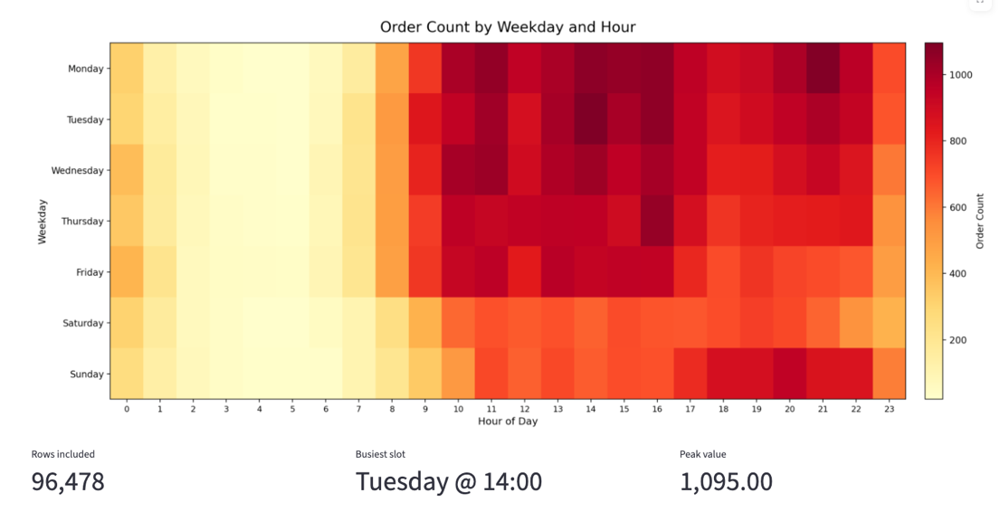 Order Count by Weekday and Hour
Monday
Tuesday
Wednesday
Thursday
Friday
Saturday
Sunday
Weekday
0 1 2 3 4 5 6 7 8 9 10 11 12 13 14 15 16 17 18 19 20 21 22 23
Hour of Day
1000
800
600
400
200
Order Count
Rows included
96,478
Busiest slot
Tuesday @ 14:00
Peak value
1,095.00